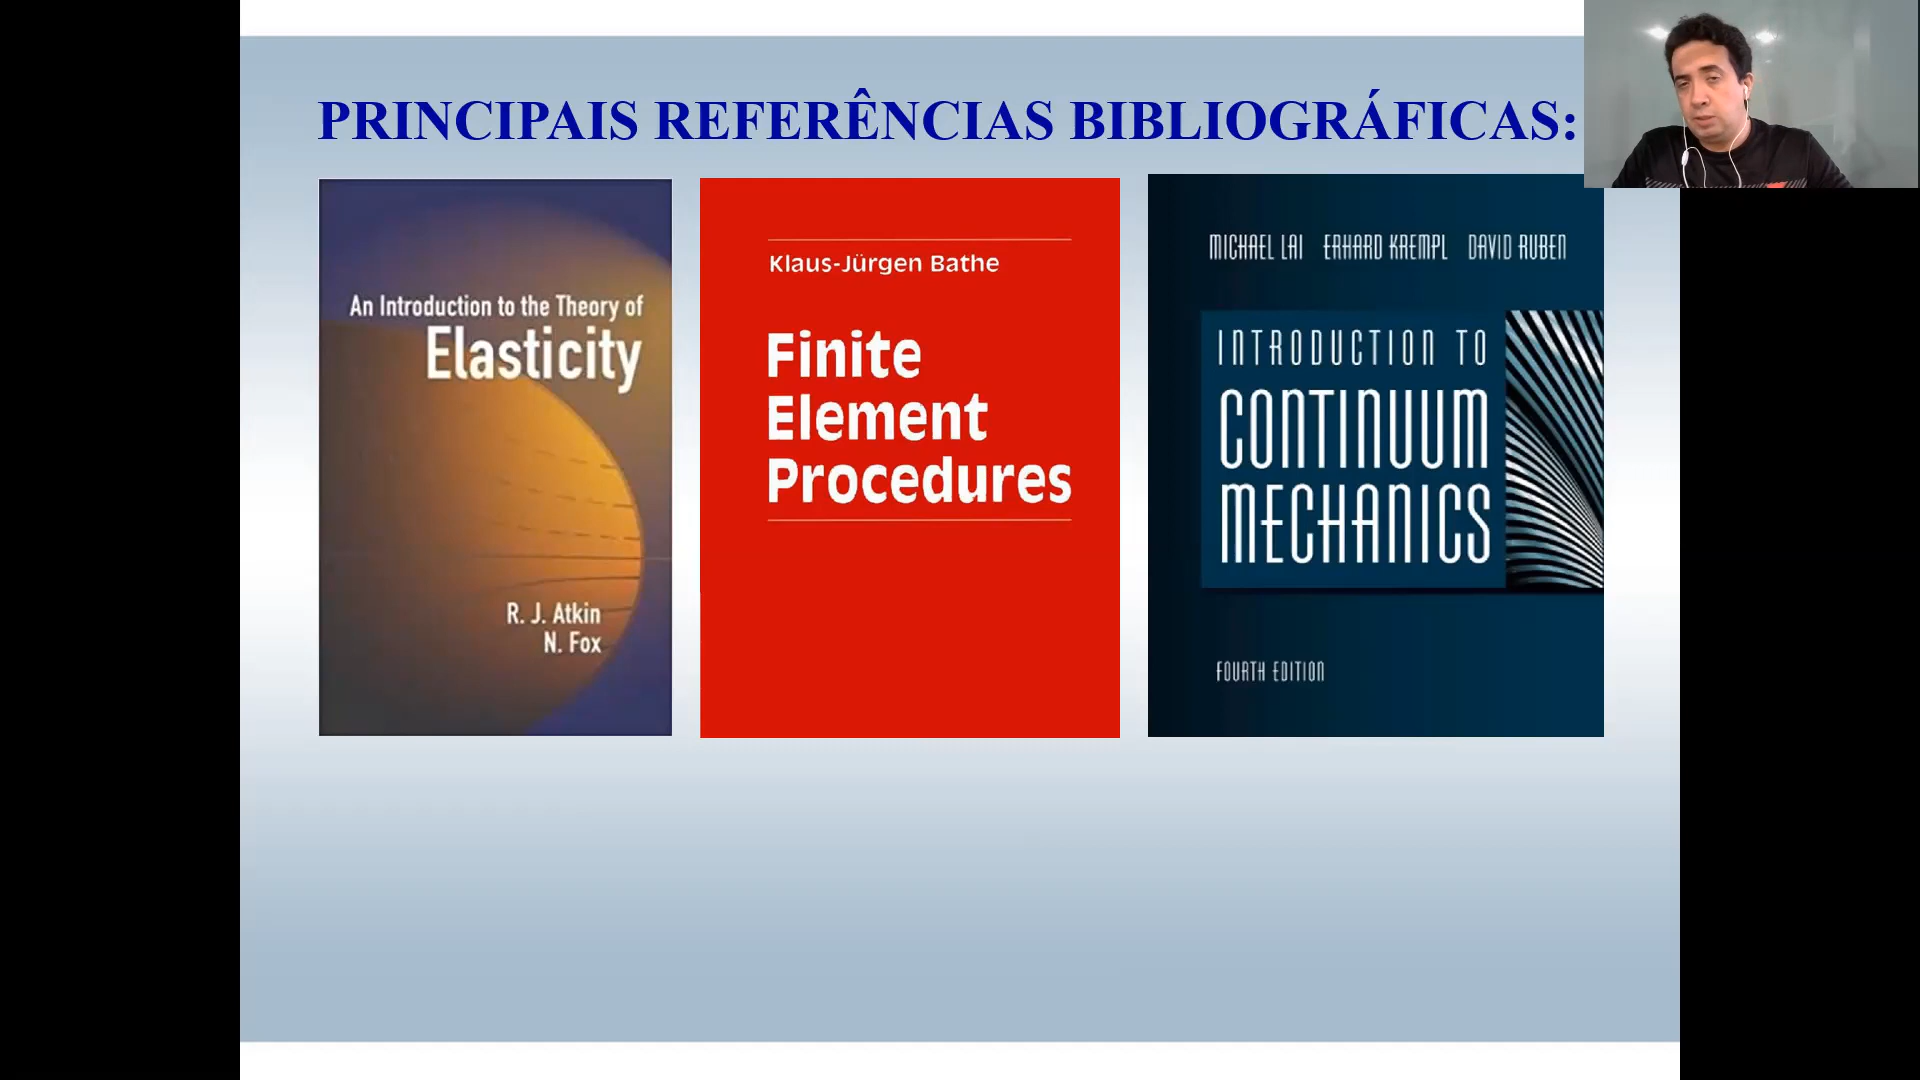 PRINCIPAIS REFERÊNCIAS BIBLIOGRÁFICAS:
An Introduction to the Theory of
Elasticity
R. J. Atkin
N. Fox
Klaus-Jürgen Bathe
Finite
Element
Procedures
MICHAEL LAI ERHARD KREMPL DAVID RUBEN
INTRODUCTION TO
CONTINUUM
MECHANICS
FOURTH EDITION